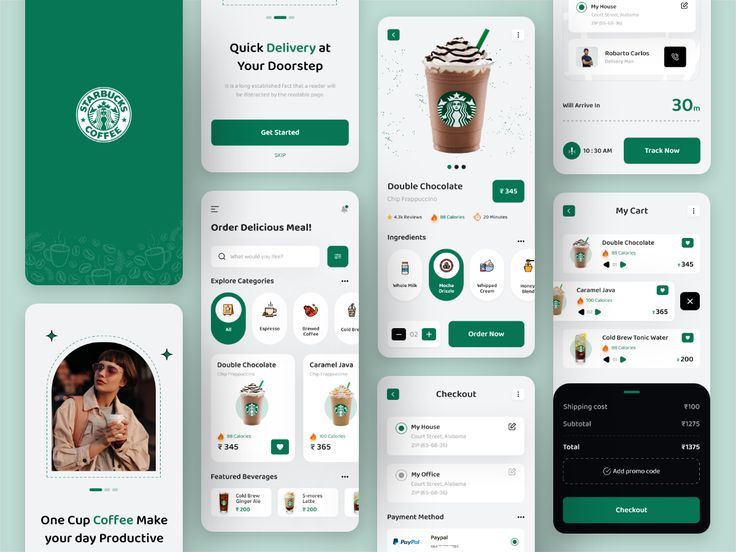 STARBUCKS
COFFEE
One Cup Coffee Make
your day Productive
Quick Delivery at
Your Doorstep
It is a long established fact that a reader will
be distracted by the readable page.
Get Started
SKIP
Order Delicious Meal!
What would you like?
Explore Categories
All
Espresso
Brewed
Coffee
Cold Bre
Double Chocolate
Chip Frappuccino
88 Calories
₹ 345
Caramel Java
Chip Frappuccino
100 Calories
₹ 365
Featured Beverages
Cold Brew
Ginger Ale
₹ 200
S-mores
Latte
₹ 200
Double Chocolate
Chip Frappuccino
₹ 345
4.3k Reviews
88 Calories
20 Minutes
Ingredients
Whole Milk
Mocha
Drizzle
Whipped
Cream
Honey
Blend
02
Order Now
Checkout
My House
Court Street, Alabama
ZIP (65-68-36)
My Office
Court Street, Alabama
ZIP (65-68-36)
Payment Method
PayPal
Paypal
My House
Court Street, Alabama
ZIP (65-68-36)
Robarto Carlos
Delivery Man
Will Arrive In
30m
10 : 30 AM
Track Now
My Cart
Double Chocolate
88 Calories
₹ 345
Caramel Java
100 Calories
₹ 365
Cold Brew Tonic Water
88 Calories
₹ 200
Shipping cost
₹100
Subtotal
₹1275
Total
₹1375
Add promo code
Checkout